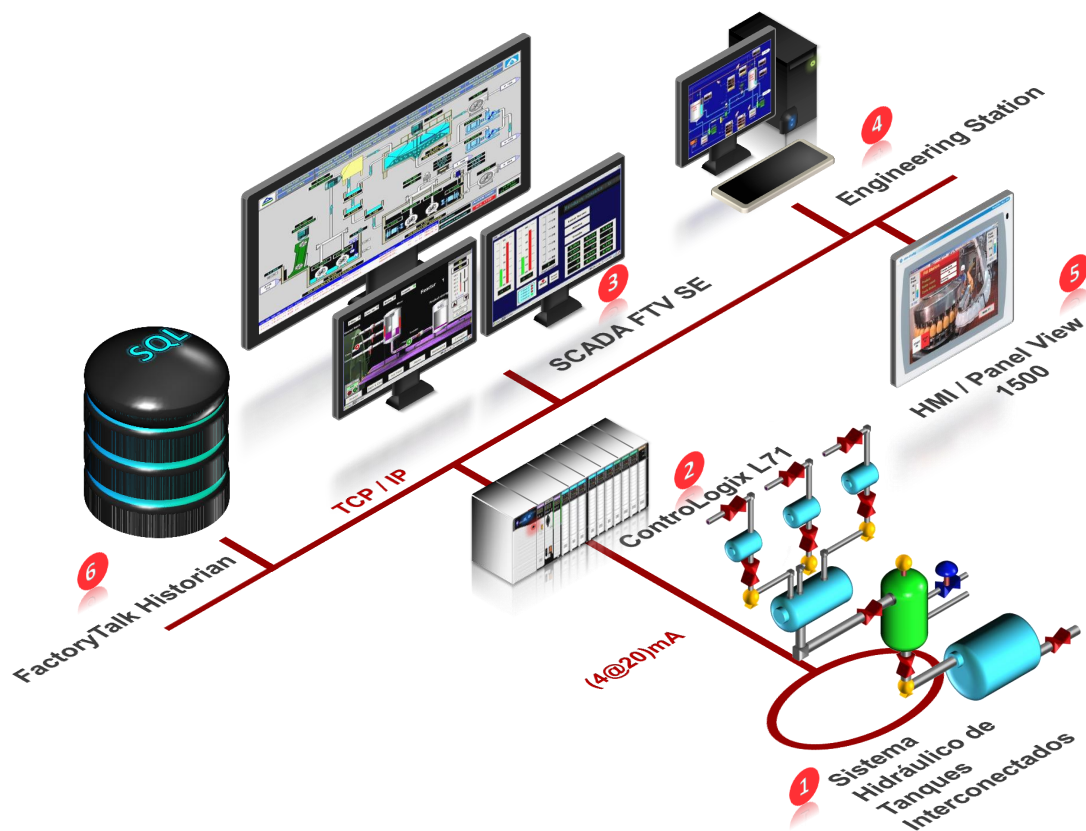 4
Engineering Station
3
SCADA FTV SE
5
HMI / Panel View
1500
SQL
TCP / IP
2
ControLogix L71
6
FactoryTalk Historian
(4@20)mA
1
Sistema
Hidráulico de
Tanques
Interconectados